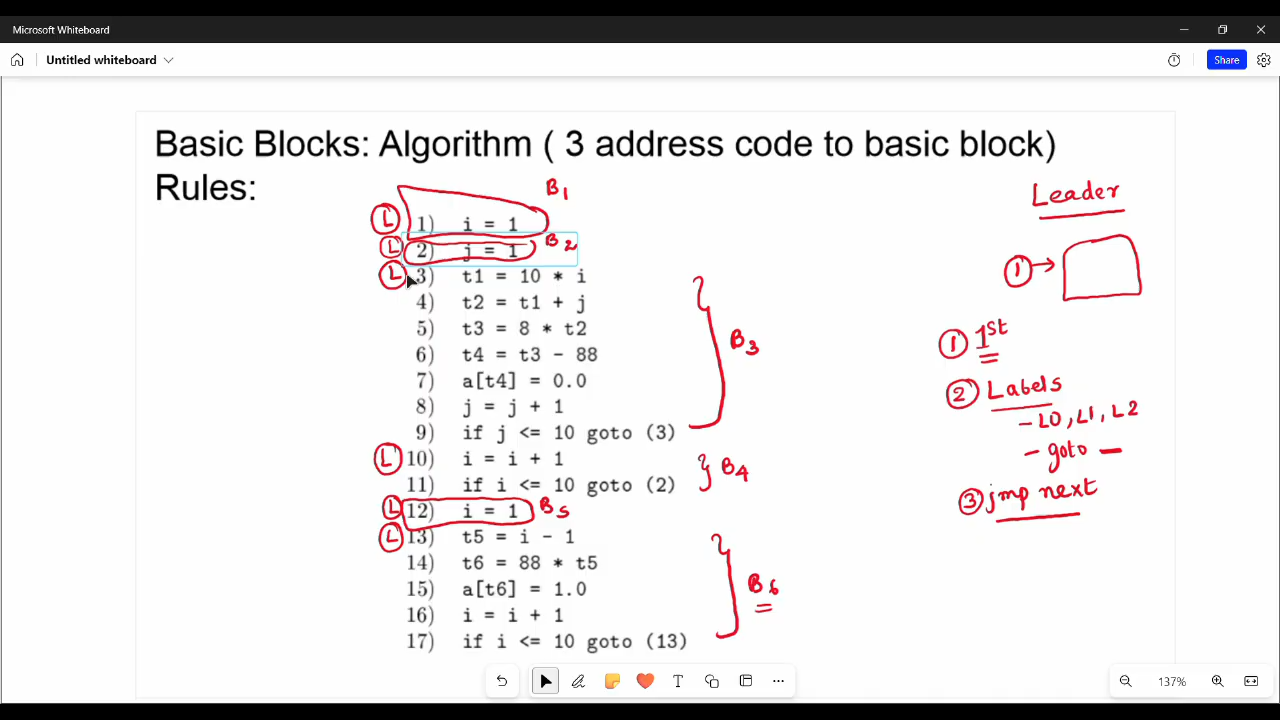 Microsoft Whiteboard
Untitled whiteboard
Share
Basic Blocks: Algorithm ( 3 address code to basic block)
Rules:
B1
L 1) i = 1
L 2) j = 1 B2
L 3) t1 = 10 * i
4) t2 = t1 + j
5) t3 = 8 * t2
6) t4 = t3 - 88
7) a[t4] = 0.0
8) j = j + 1
9) if j <= 10 goto (3)
B3
L 10) i = i + 1
11) if i <= 10 goto (2)
B4
L 12) i = 1 B5
L 13) t5 = i - 1
14) t6 = 88 * t5
15) a[t6] = 1.0
16) i = i + 1
17) if i <= 10 goto (13)
B6
Leader
1 →
1 1st
2 Labels
- L0, L1, L2
- goto —
3 jmp next
T
137%